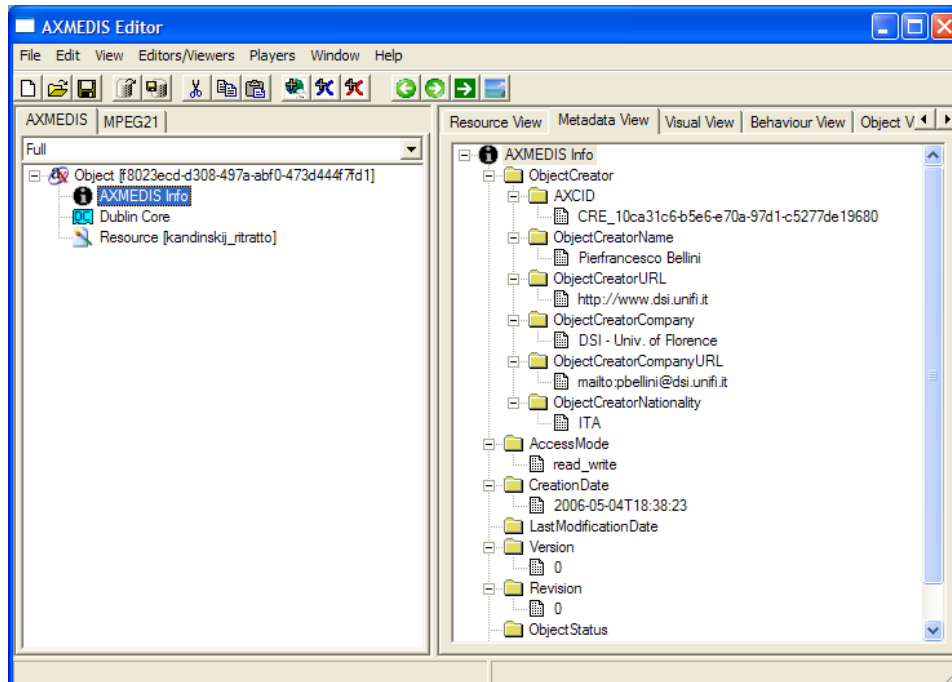 AXMEDIS Editor
File Edit View Editors/Viewers Players Window Help
AXMEDIS MPEG21
Full
Object [f8023ecd-d308-497a-abf0-473d444f7fd1]
AXMEDIS Info
Dublin Core
Resource [kandinskij_ritratto]
Resource View Metadata View Visual View Behaviour View Object V
AXMEDIS Info
ObjectCreator
AXCID
CRE_10ca31c6-b5e6-e70a-97d1-c5277de19680
ObjectCreatorName
Pierfrancesco Bellini
ObjectCreatorURL
http://www.dsi.unifi.it
ObjectCreatorCompany
DSI - Univ. of Florence
ObjectCreatorCompanyURL
mailto:pbellini@dsi.unifi.it
ObjectCreatorNationality
ITA
AccessMode
read_write
CreationDate
2006-05-04T18:38:23
LastModificationDate
Version
0
Revision
0
ObjectStatus